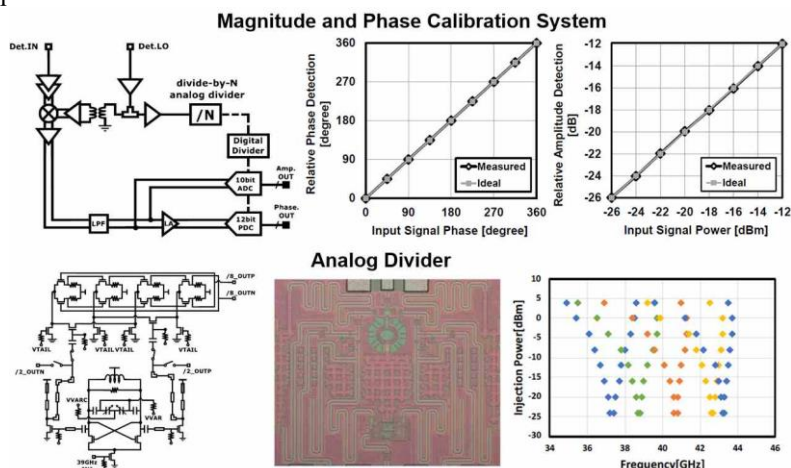 Magnitude and Phase Calibration System
Det.IN
Det.LO
divide-by-N
analog divider
/N
Digital
Divider
Amp.
OUT
10bit
ADC
Phase.
OUT
12bit
PDC
LPF
LA
Relative Phase Detection
[degree]
360
270
180
90
0
Measured
Ideal
0 90 180 270 360
Input Signal Phase [degree]
Relative Amplitude Detection
[dB]
-12
-14
-16
-18
-20
-22
-24
-26
Measured
Ideal
-26 -24 -22 -20 -18 -16 -14 -12
Input Signal Power [dBm]
Analog Divider
/8_OUTP
/8_OUTN
VTAIL
VTAIL VTAIL
VTAIL
/2_OUTN
/2_OUTP
VVARC
VVAR
39GHz
Injection Power[dBm]
10
5
0
-5
-10
-15
-20
-25
-30
34 36 38 40 42 44 46
Frequency[GHz]